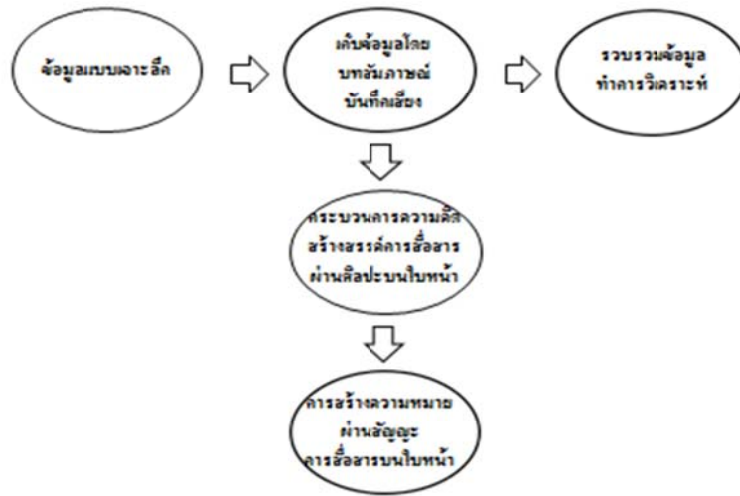 ข้อมูลแบบเจาะลึก
เก็บข้อมูลโดย
บทสัมภาษณ์
บันทึกเสียง
รวบรวมข้อมูล
ทำการวิเคราะห์
กระบวนการความคิด
สร้างสรรค์การสื่อสาร
ผ่านศิลปะบนใบหน้า
การสร้างความหมาย
ผ่านสัญญะ
การสื่อสารบนใบหน้า